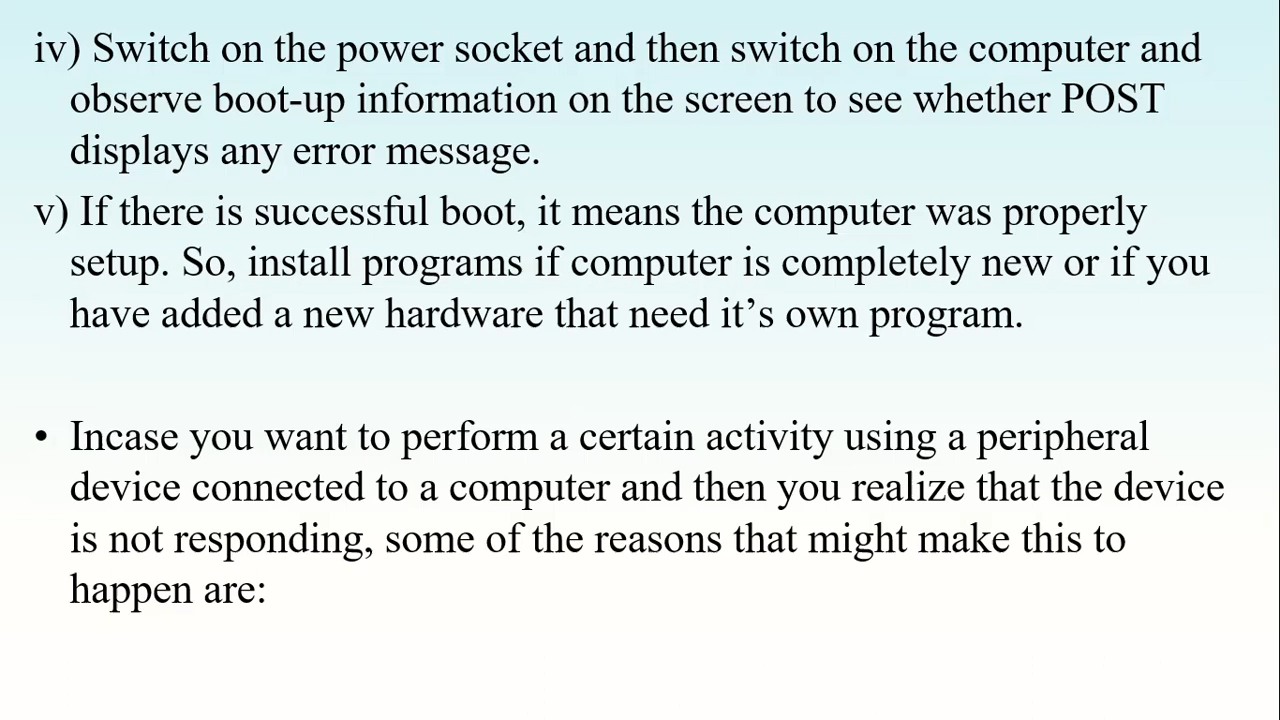 iv) Switch on the power socket and then switch on the computer and
observe boot-up information on the screen to see whether POST
displays any error message.
v) If there is successful boot, it means the computer was properly
setup. So, install programs if computer is completely new or if you
have added a new hardware that need it’s own program.
• Incase you want to perform a certain activity using a peripheral
device connected to a computer and then you realize that the device
is not responding, some of the reasons that might make this to
happen are: